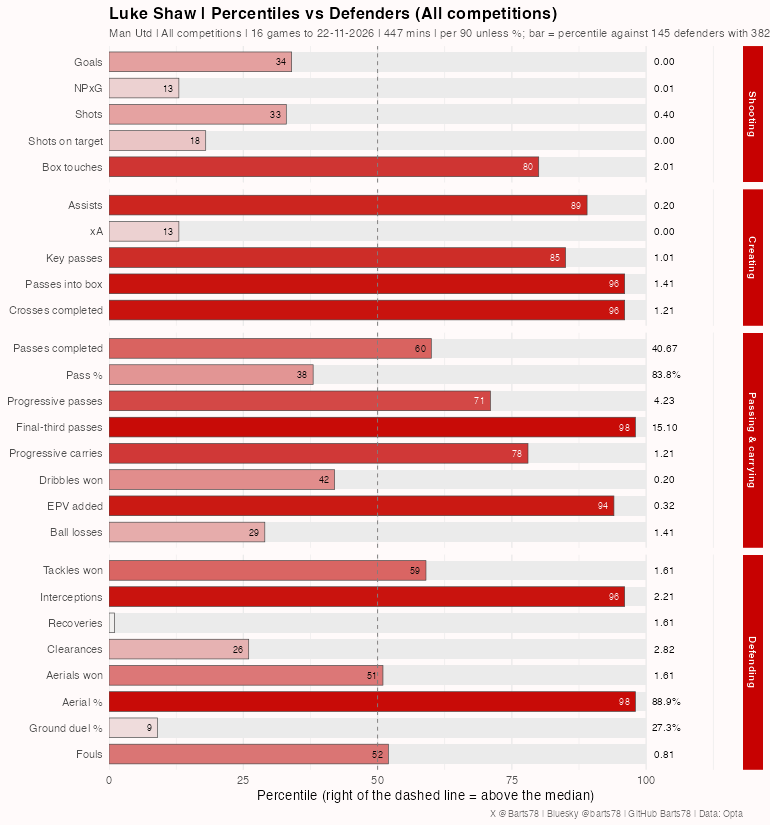 Luke Shaw | Percentiles vs Defenders (All competitions)
Man Utd | All competitions | 16 games to 22-11-2026 | 447 mins | per 90 unless %; bar = percentile against 145 defenders with 382
Shooting
Goals 34 0.00
NPxG 13 0.01
Shots 33 0.40
Shots on target 18 0.00
Box touches 80 2.01
Creating
Assists 89 0.20
xA 13 0.00
Key passes 85 1.01
Passes into box 96 1.41
Crosses completed 96 1.21
Passing & carrying
Passes completed 60 40.67
Pass % 38 83.8%
Progressive passes 71 4.23
Final-third passes 98 15.10
Progressive carries 78 1.21
Dribbles won 42 0.20
EPV added 94 0.32
Ball losses 29 1.41
Defending
Tackles won 59 1.61
Interceptions 96 2.21
Recoveries 1.61
Clearances 26 2.82
Aerials won 51 1.61
Aerial % 98 88.9%
Ground duel % 9 27.3%
Fouls 52 0.81
0 25 50 75 100
Percentile (right of the dashed line = above the median)
X @Barts78 | Bluesky @barts78 | GitHub Barts78 | Data: Opta